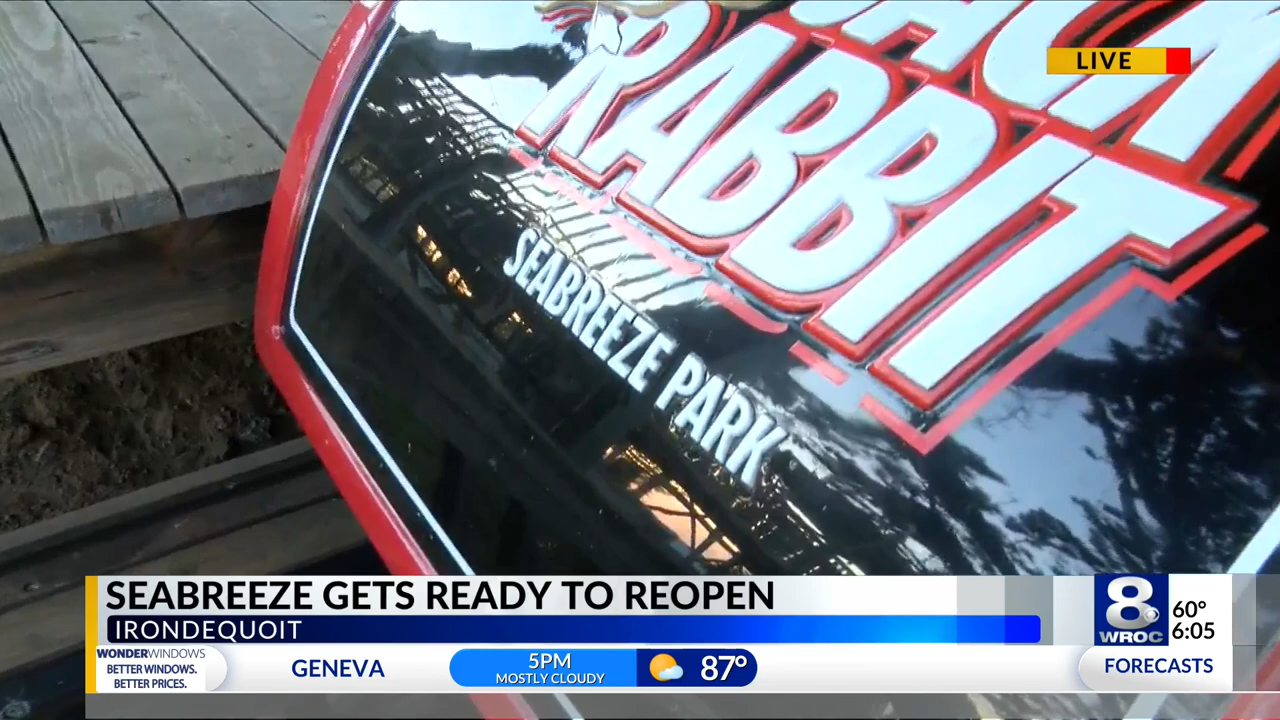 LIVE
RABBIT
SEABREEZE PARK
SEABREEZE GETS READY TO REOPEN
IRONDEQUOIT
8
WROC
60°
6:05
WONDERWINDOWS
BETTER WINDOWS.
BETTER PRICES.
GENEVA
5PM
MOSTLY CLOUDY
87°
FORECASTS